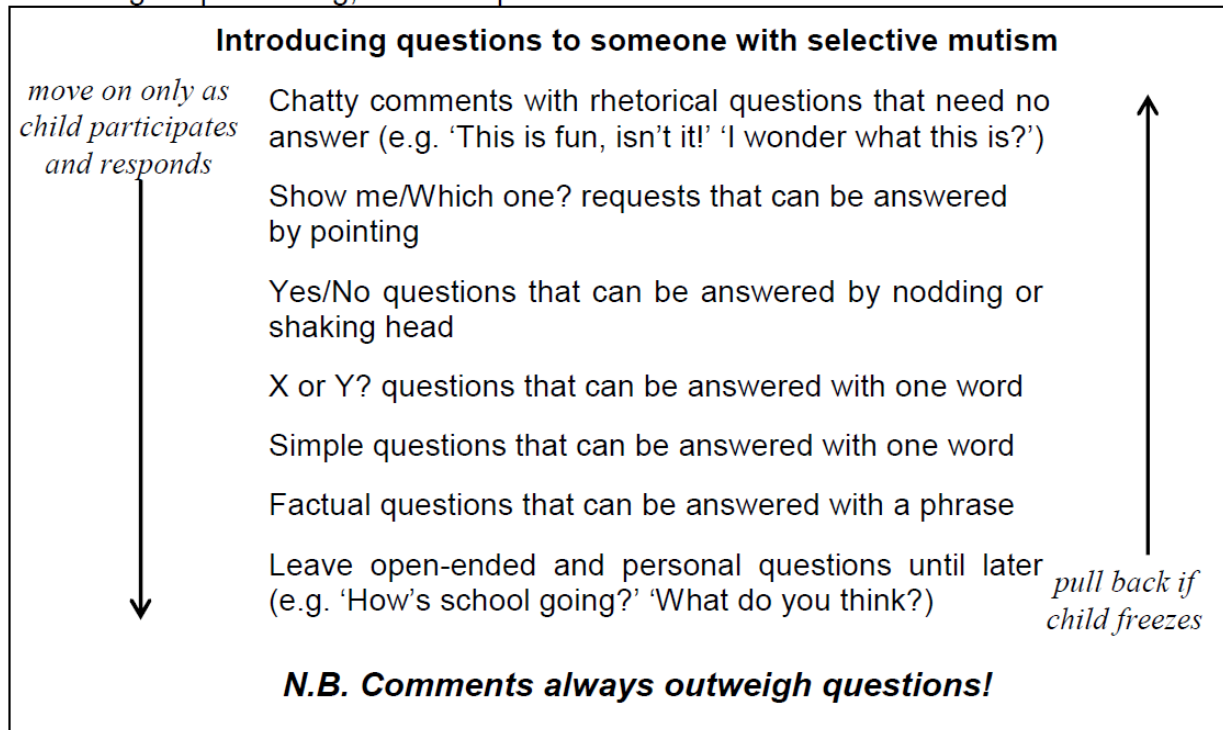 Introducing questions to someone with selective mutism
move on only as
child participates
and responds
Chatty comments with rhetorical questions that need no
answer (e.g. ‘This is fun, isn’t it!’ ‘I wonder what this is?’)
Show me/Which one? requests that can be answered
by pointing
Yes/No questions that can be answered by nodding or
shaking head
X or Y? questions that can be answered with one word
Simple questions that can be answered with one word
Factual questions that can be answered with a phrase
Leave open-ended and personal questions until later
(e.g. ‘How’s school going?’ ‘What do you think?)
pull back if
child freezes
N.B. Comments always outweigh questions!